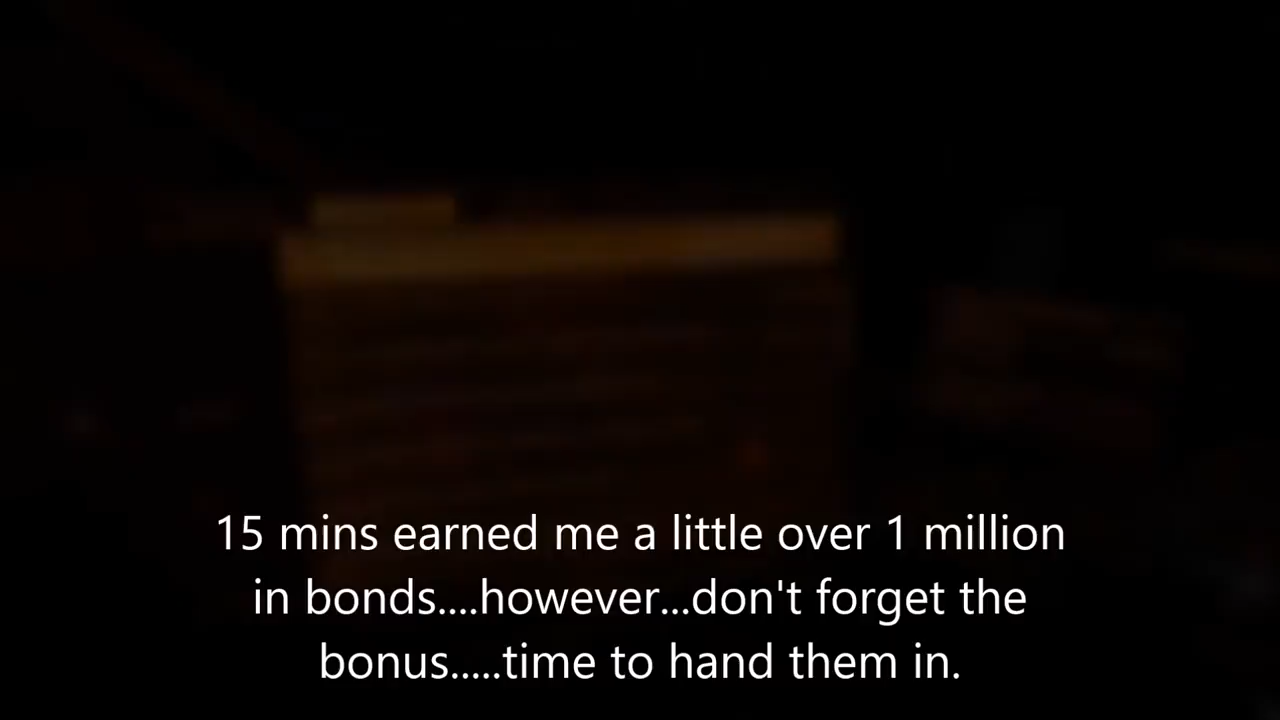 15 mins earned me a little over 1 million
in bonds....however...don't forget the
bonus.....time to hand them in.